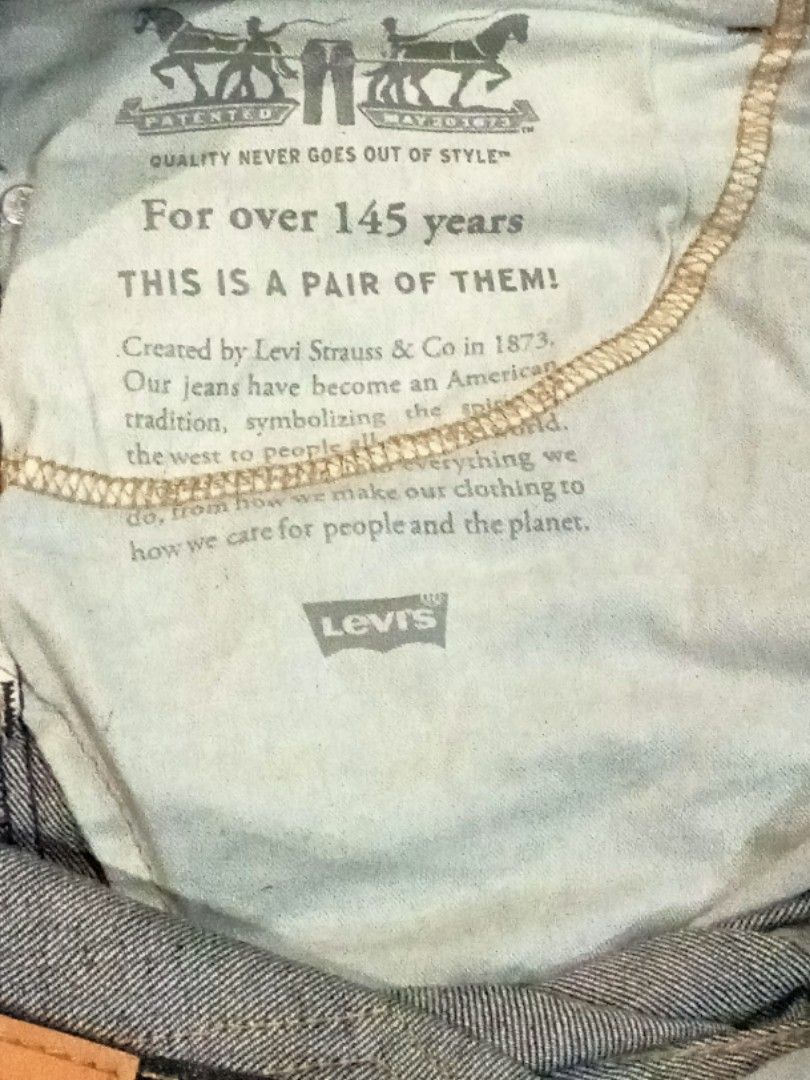 PATENTED MAY 20 1873 ™
QUALITY NEVER GOES OUT OF STYLE™
For over 145 years
THIS IS A PAIR OF THEM!
Created by Levi Strauss & Co in 1873.
Our jeans have become an American
tradition, symbolizing the
the west to people world.
everything we
do, from how we make our clothing to
how we care for people and the planet.
LEVI'S